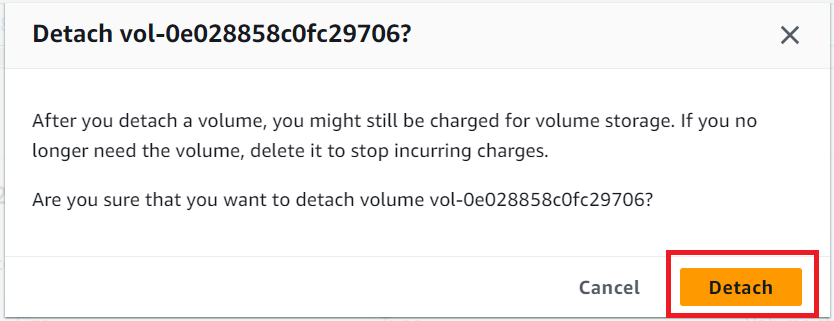 Detach vol-0e028858c0fc29706?
After you detach a volume, you might still be charged for volume storage. If you no
longer need the volume, delete it to stop incurring charges.
Are you sure that you want to detach volume vol-0e028858c0fc29706?
Cancel
Detach